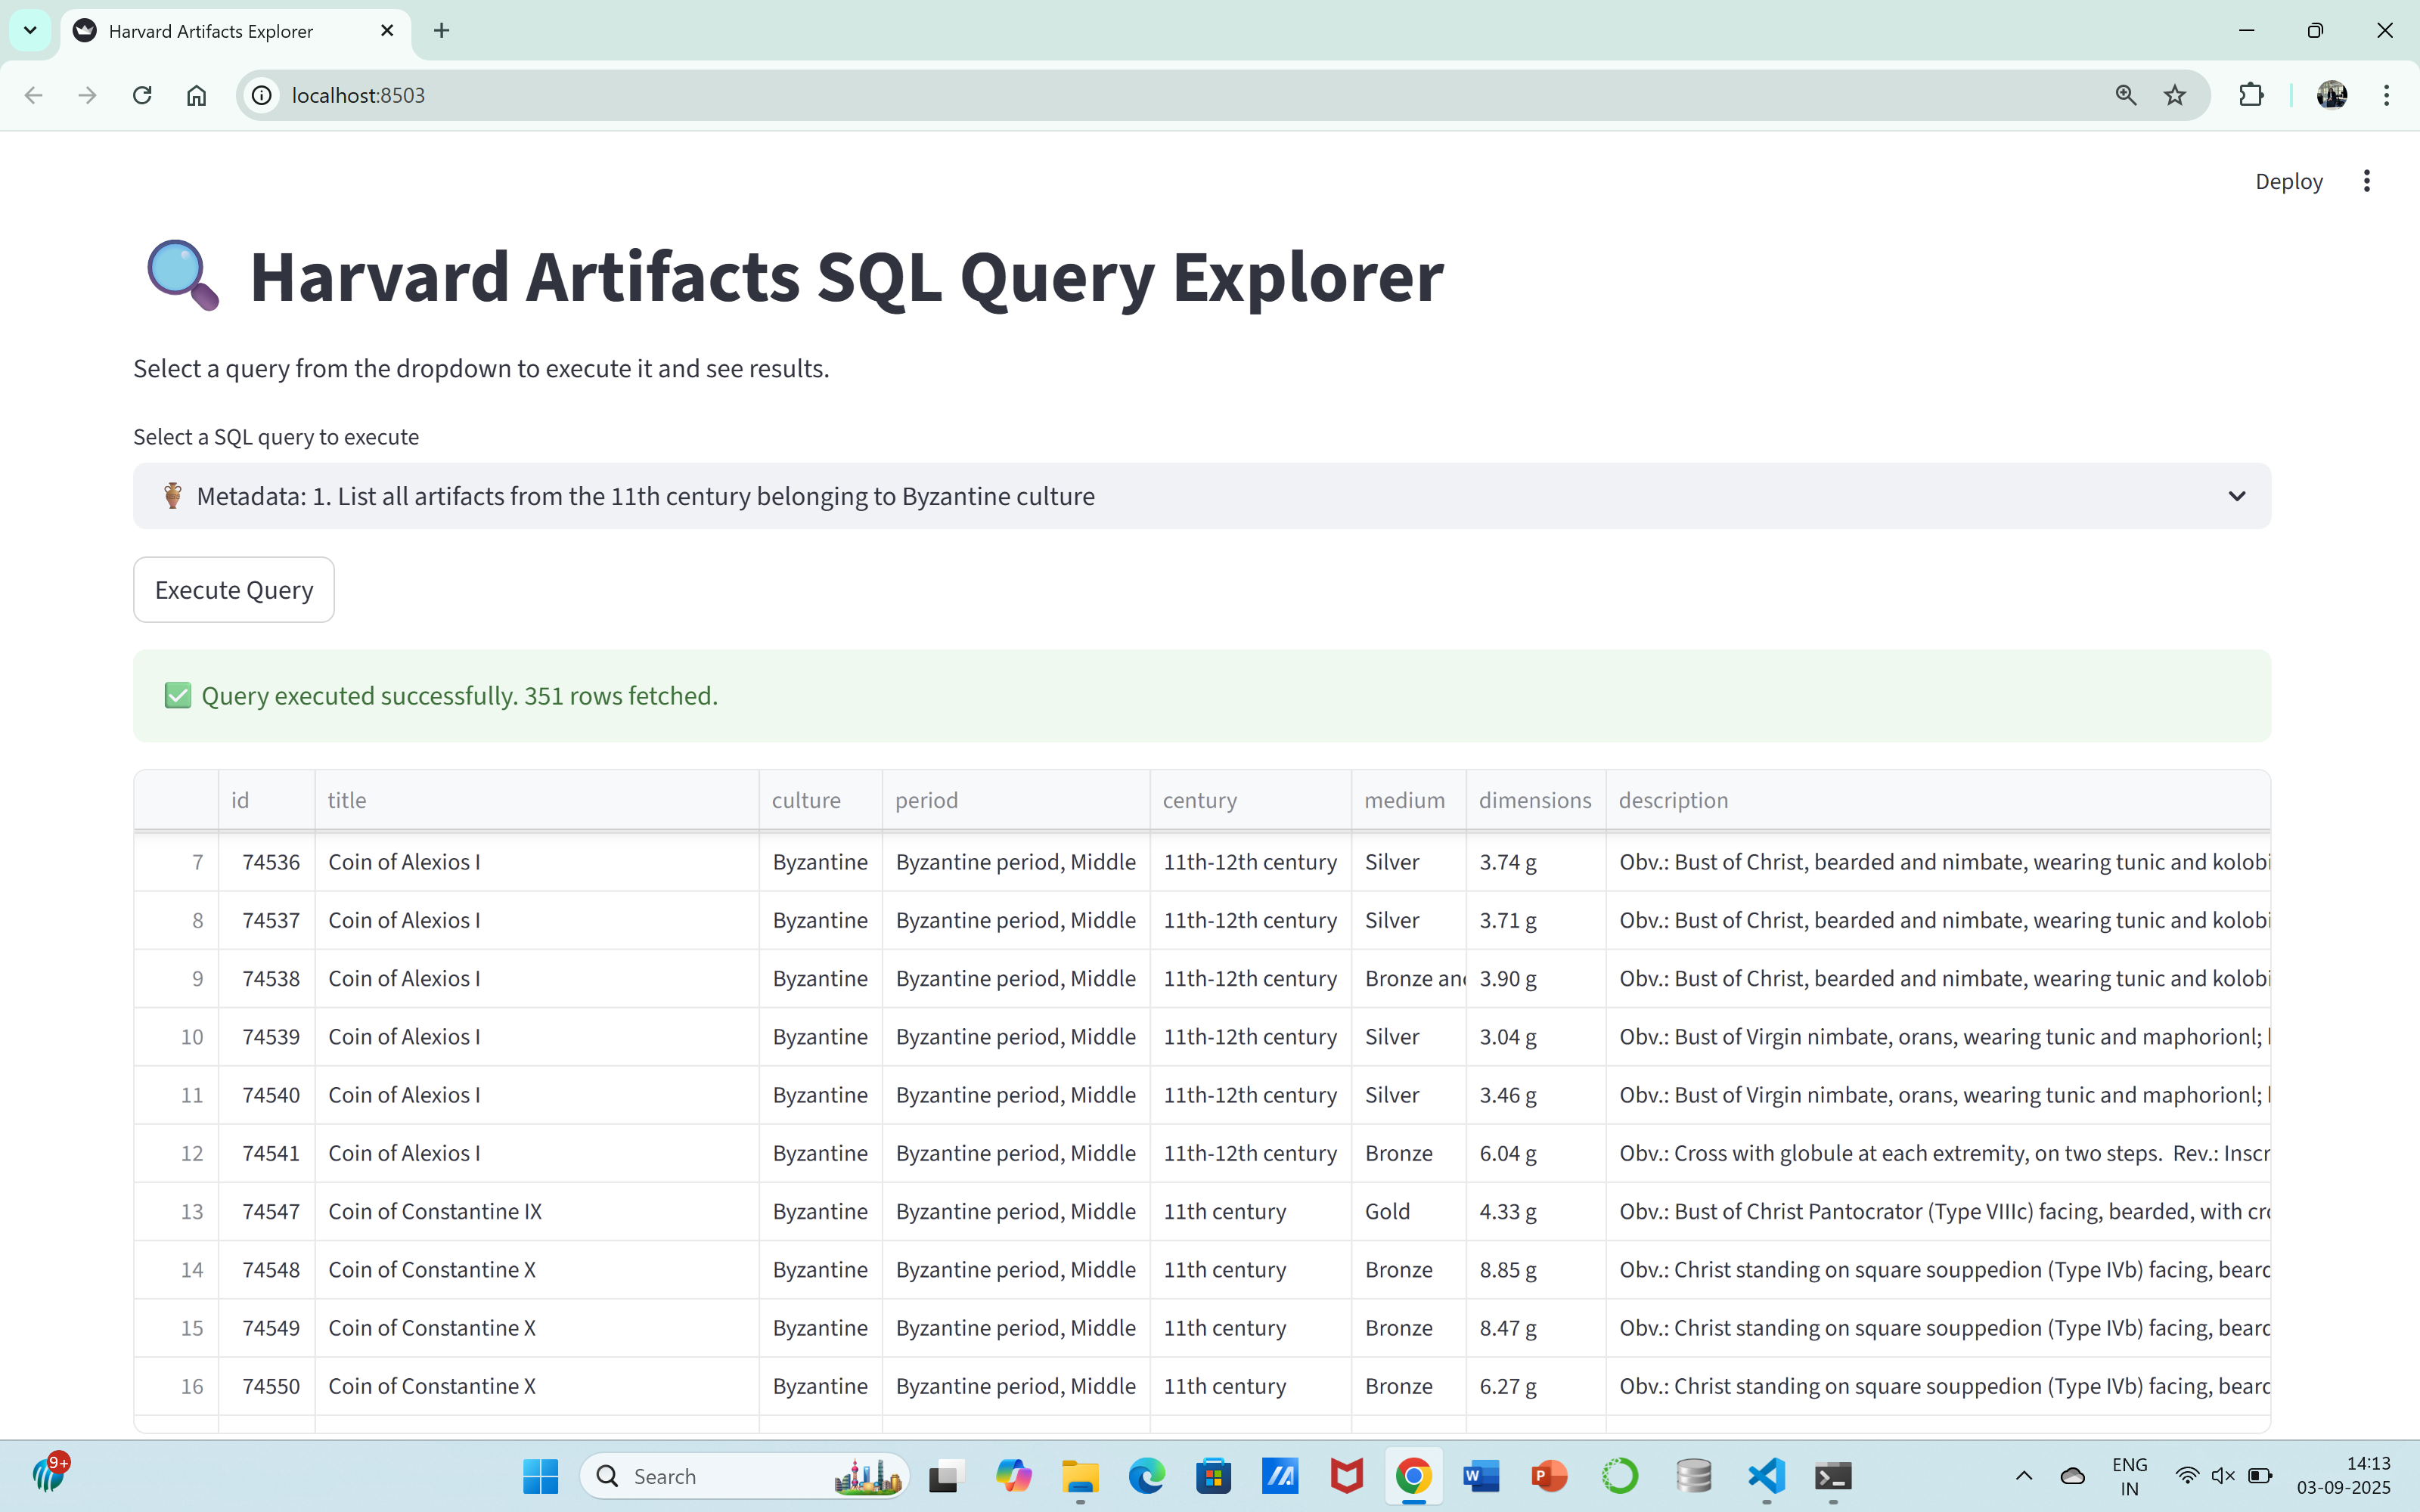 Harvard Artifacts Explorer
localhost:8503
Deploy
Harvard Artifacts SQL Query Explorer
Select a query from the dropdown to execute it and see results.
Select a SQL query to execute
Metadata: 1. List all artifacts from the 11th century belonging to Byzantine culture
Execute Query
Query executed successfully. 351 rows fetched.
id title culture period century medium dimensions description
7 74536 Coin of Alexios I Byzantine Byzantine period, Middle 11th-12th century Silver 3.74 g Obv.: Bust of Christ, bearded and nimbate, wearing tunic and kolobi
8 74537 Coin of Alexios I Byzantine Byzantine period, Middle 11th-12th century Silver 3.71 g Obv.: Bust of Christ, bearded and nimbate, wearing tunic and kolobi
9 74538 Coin of Alexios I Byzantine Byzantine period, Middle 11th-12th century Bronze and 3.90 g Obv.: Bust of Christ, bearded and nimbate, wearing tunic and kolobi
10 74539 Coin of Alexios I Byzantine Byzantine period, Middle 11th-12th century Silver 3.04 g Obv.: Bust of Virgin nimbate, orans, wearing tunic and maphorionl;
11 74540 Coin of Alexios I Byzantine Byzantine period, Middle 11th-12th century Silver 3.46 g Obv.: Bust of Virgin nimbate, orans, wearing tunic and maphorionl;
12 74541 Coin of Alexios I Byzantine Byzantine period, Middle 11th-12th century Bronze 6.04 g Obv.: Cross with globule at each extremity, on two steps. Rev.: Inscr
13 74547 Coin of Constantine IX Byzantine Byzantine period, Middle 11th century Gold 4.33 g Obv.: Bust of Christ Pantocrator (Type VIIIc) facing, bearded, with cro
14 74548 Coin of Constantine X Byzantine Byzantine period, Middle 11th century Bronze 8.85 g Obv.: Christ standing on square souppedion (Type IVb) facing, beard
15 74549 Coin of Constantine X Byzantine Byzantine period, Middle 11th century Bronze 8.47 g Obv.: Christ standing on square souppedion (Type IVb) facing, beard
16 74550 Coin of Constantine X Byzantine Byzantine period, Middle 11th century Bronze 6.27 g Obv.: Christ standing on square souppedion (Type IVb) facing, beard
9+
Search
ENG
IN
14:13
03-09-2025